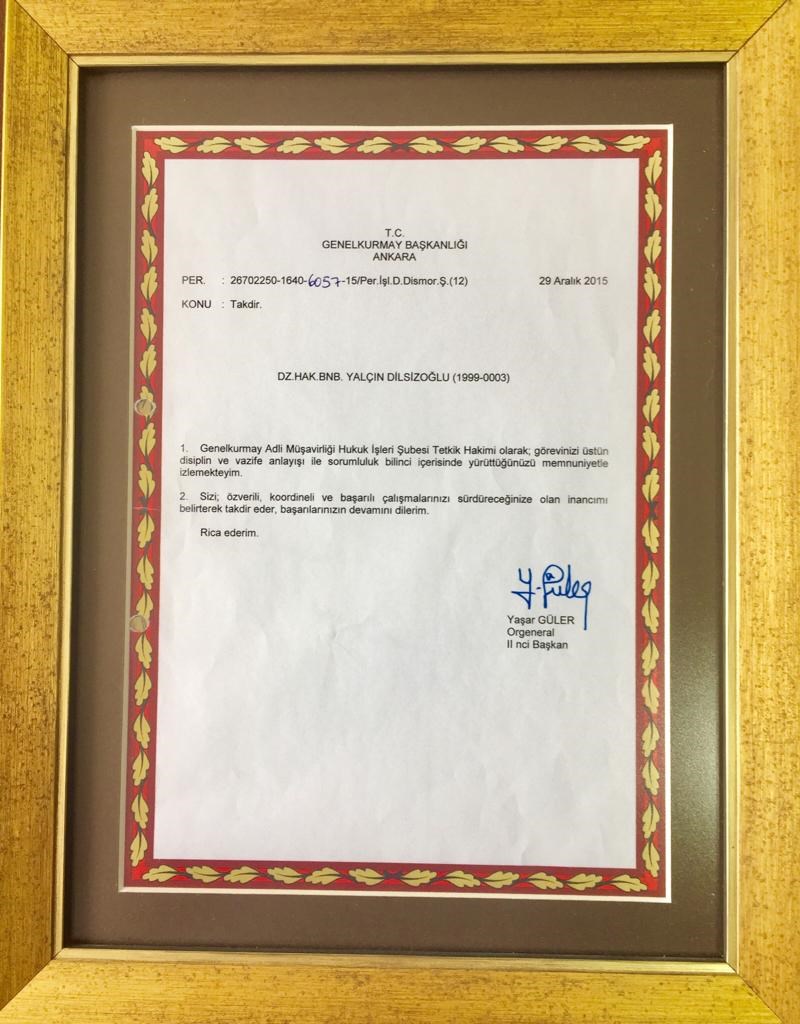 T.C.
GENELKURMAY BAŞKANLIĞI
ANKARA
PER. : 26702250-1640-6057-15/Per.İşl.D.Dismor.Ş.(12) 29 Aralık 2015
KONU : Takdir.
DZ.HAK.BNB. YALÇIN DİLSİZOĞLU (1999-0003)
1. Genelkurmay Adli Müşavirliği Hukuk İşleri Şubesi Tetkik Hakimi olarak; görevinizi üstün
disiplin ve vazife anlayışı ile sorumluluk bilinci içerisinde yürüttüğünüzü memnuniyetle
izlemekteyim.
2. Sizi; özverili, koordineli ve başarılı çalışmalarınızı sürdüreceğinize olan inancımı
belirterek takdir eder, başarılarınızın devamını dilerim.
Rica ederim.
Y. Güler
Yaşar GÜLER
Orgeneral
II nci Başkan